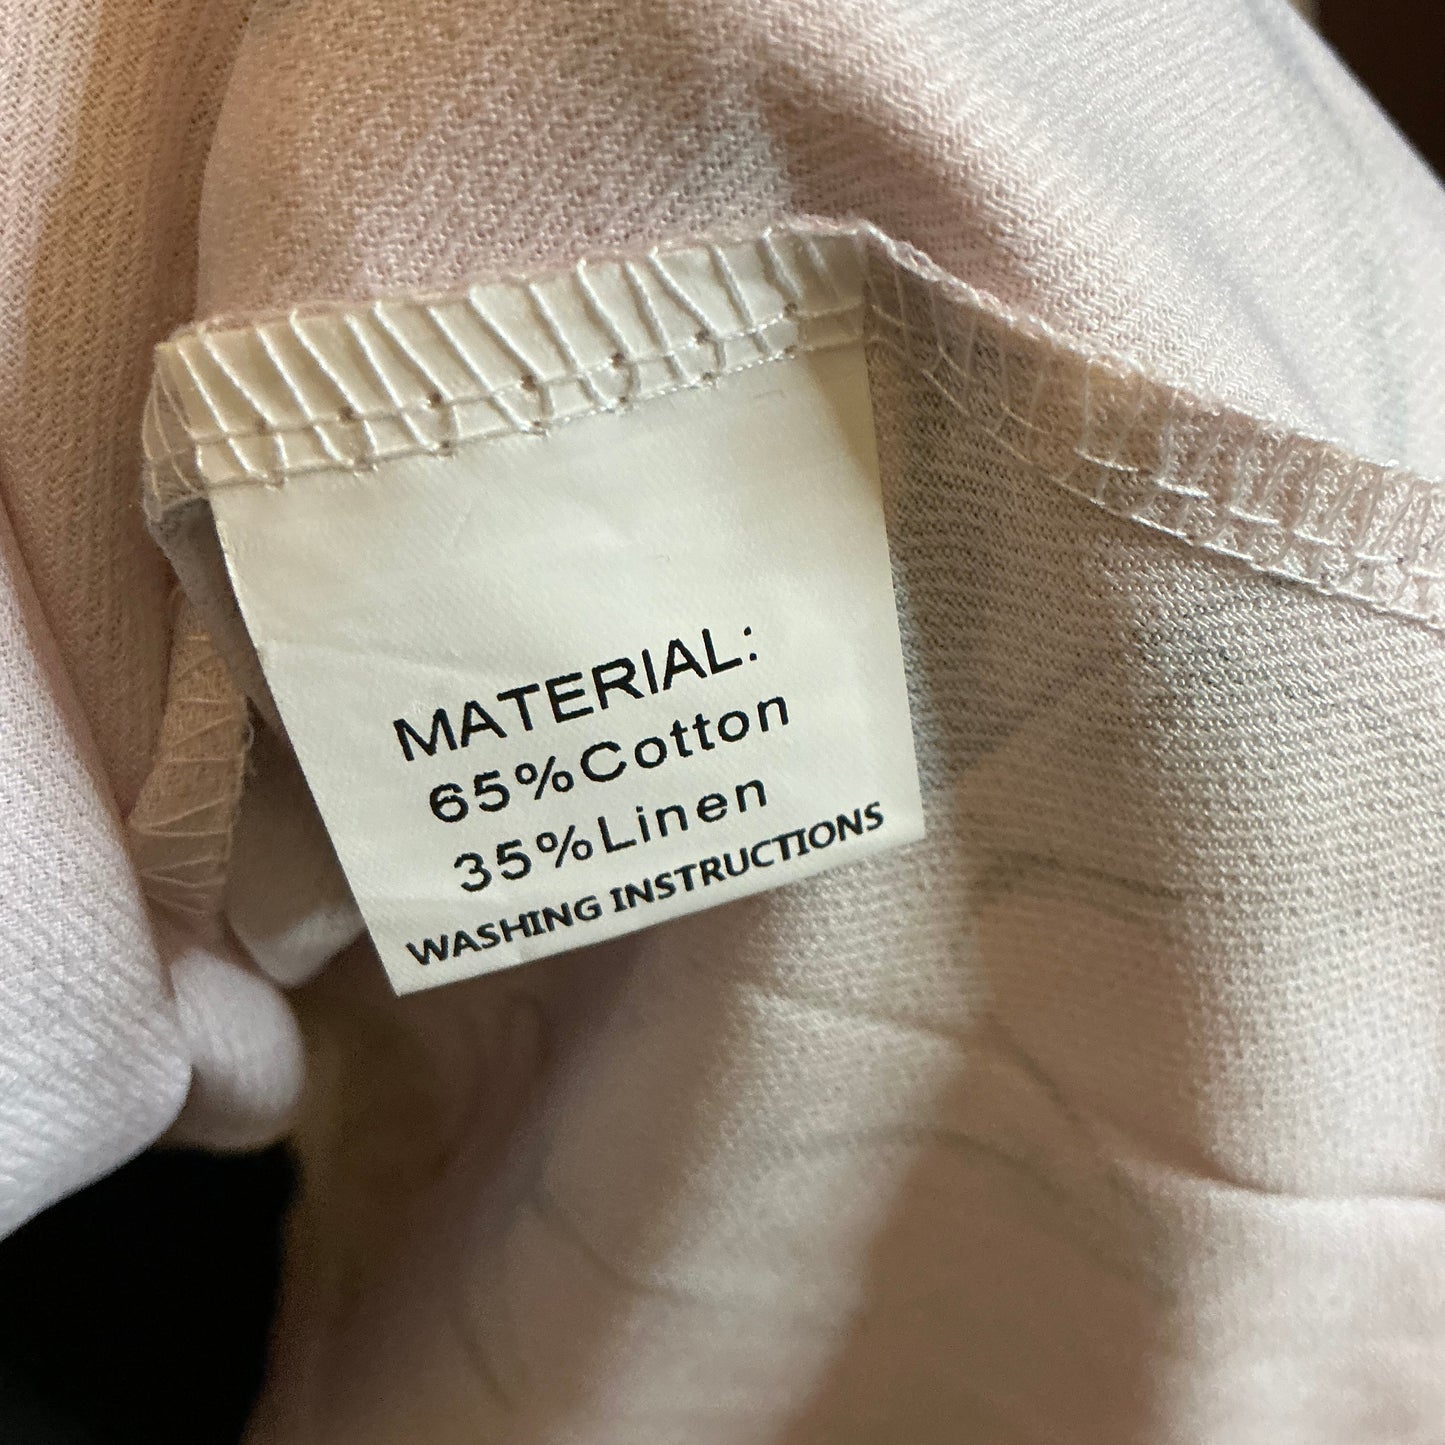 MATERIAL:
65%Cotton
35%Linen
WASHING INSTRUCTIONS